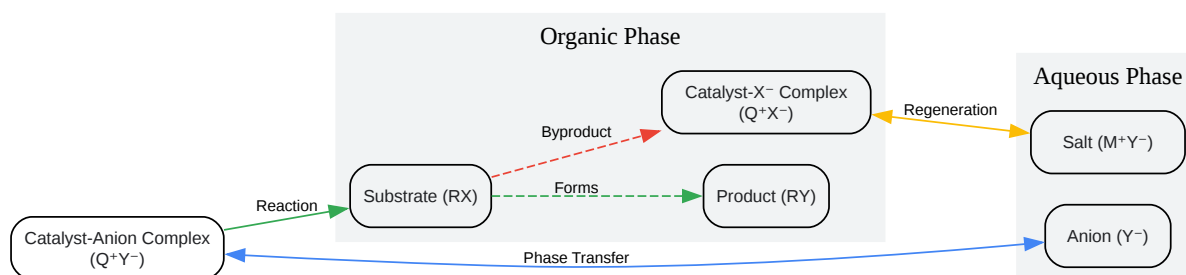 Organic Phase
Aqueous Phase
Catalyst-X⁻ Complex
(Q⁺X⁻)
Regeneration
Byproduct
Salt (M⁺Y⁻)
Substrate (RX)
Forms
Product (RY)
Reaction
Catalyst-Anion Complex
(Q⁺Y⁻)
Anion (Y⁻)
Phase Transfer